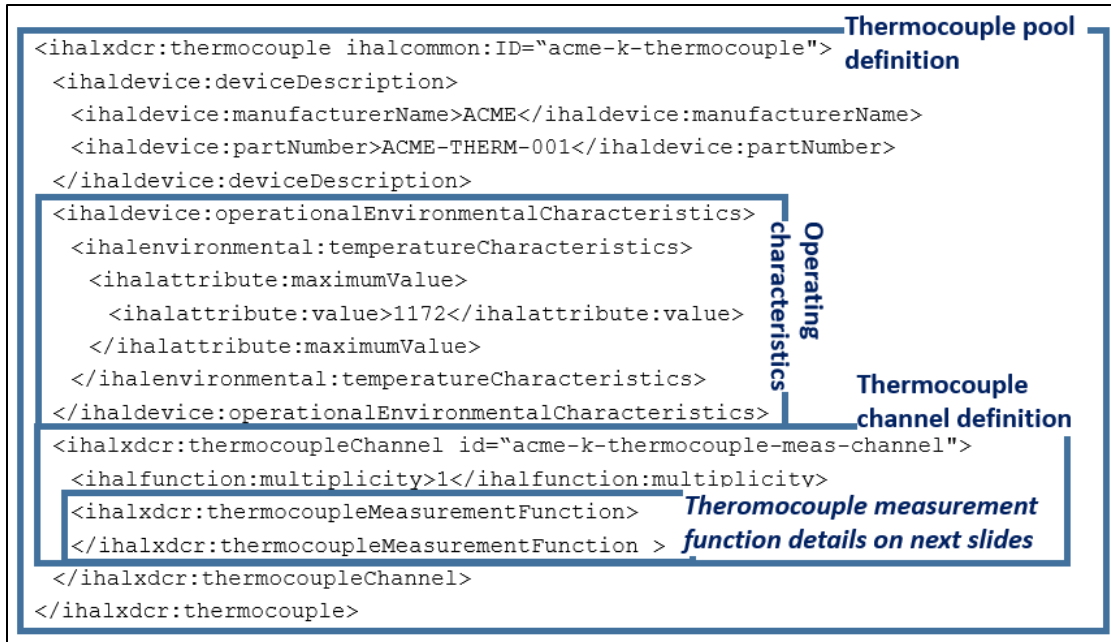 Thermocouple pool
definition
<ihalxdcr:thermocouple ihalcommon:ID=“acme-k-thermocouple">
<ihaldevice:deviceDescription>
<ihaldevice:manufacturerName>ACME</ihaldevice:manufacturerName>
<ihaldevice:partNumber>ACME-THERM-001</ihaldevice:partNumber>
</ihaldevice:deviceDescription>
<ihaldevice:operationalEnvironmentalCharacteristics>
<ihalenvironmental:temperatureCharacteristics>
<ihalattribute:maximumValue>
<ihalattribute:value>1172</ihalattribute:value>
</ihalattribute:maximumValue>
</ihalenvironmental:temperatureCharacteristics>
</ihaldevice:operationalEnvironmentalCharacteristics>
Operating
characteristics
Thermocouple
channel definition
<ihalxdcr:thermocoupleChannel id=“acme-k-thermocouple-meas-channel">
<ihalfunction:multiplicity>1</ihalfunction:multiplicity>
<ihalxdcr:thermocoupleMeasurementFunction>
</ihalxdcr:thermocoupleMeasurementFunction >
Theromocouple measurement
function details on next slides
</ihalxdcr:thermocoupleChannel>
</ihalxdcr:thermocouple>